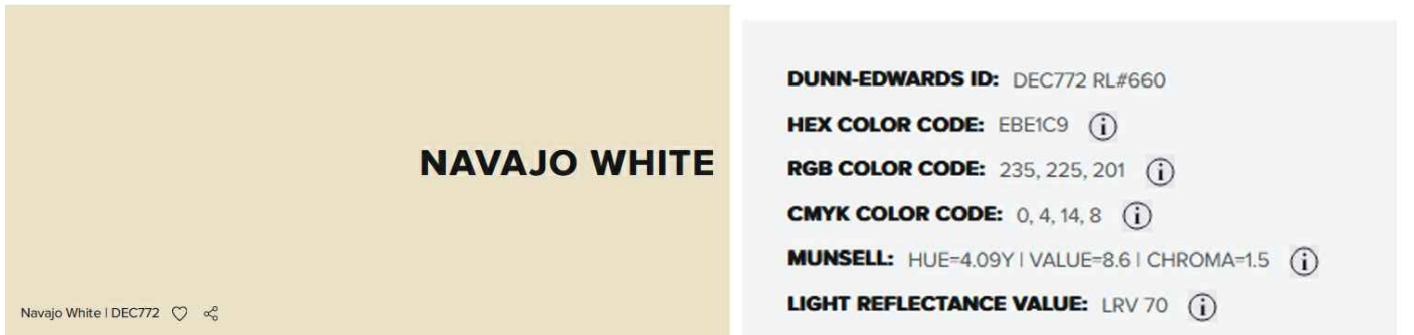 NAVAJO WHITE
Navajo White | DEC772
DUNN-EDWARDS ID: DEC772 RL#660
HEX COLOR CODE: EBE1C9
RGB COLOR CODE: 235, 225, 201
CMYK COLOR CODE: 0, 4, 14, 8
MUNSELL: HUE=4.09Y | VALUE=8.6 | CHROMA=1.5
LIGHT REFLECTANCE VALUE: LRV 70